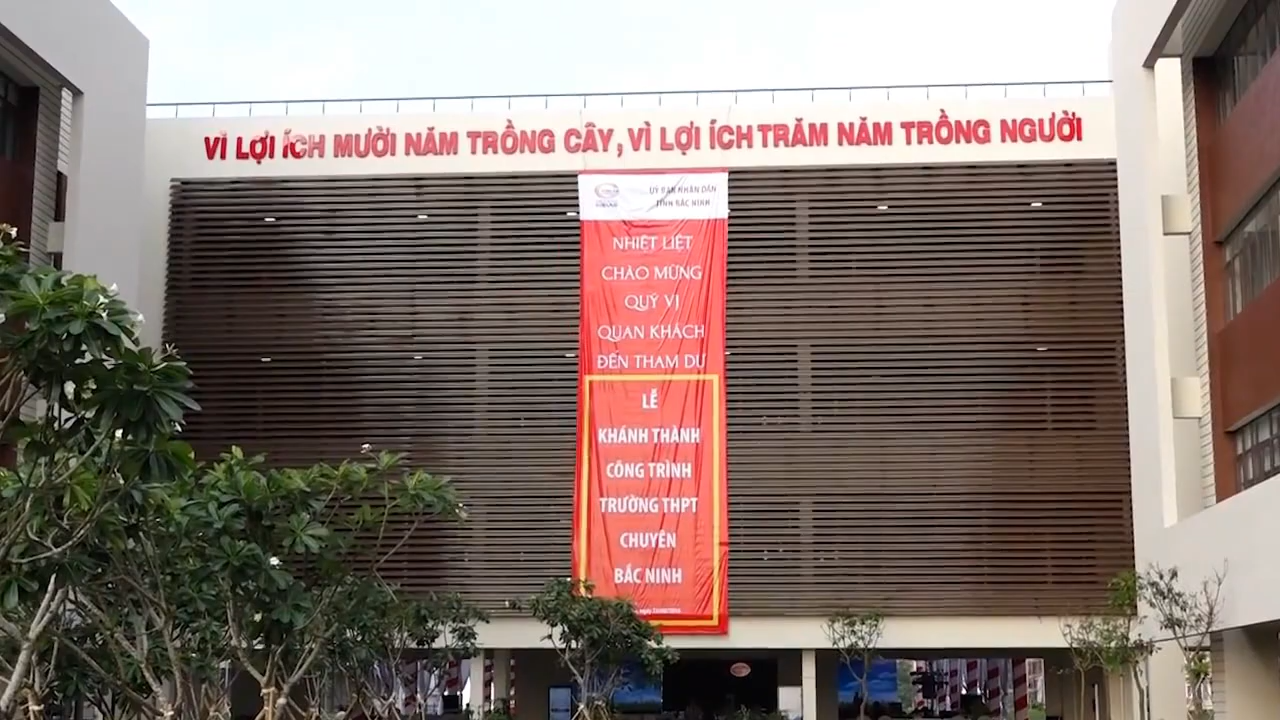 VÌ LỢI ÍCH MƯỜI NĂM TRỒNG CÂY, VÌ LỢI ÍCH TRĂM NĂM TRỒNG NGƯỜI
ỦY BAN NHÂN DÂN
TỈNH BẮC NINH
NHIỆT LIỆT
CHÀO MỪNG
QUÝ VỊ
QUAN KHÁCH
ĐẾN THAM DỰ
LỄ
KHÁNH THÀNH
CÔNG TRÌNH
TRƯỜNG THPT
CHUYÊN
BẮC NINH